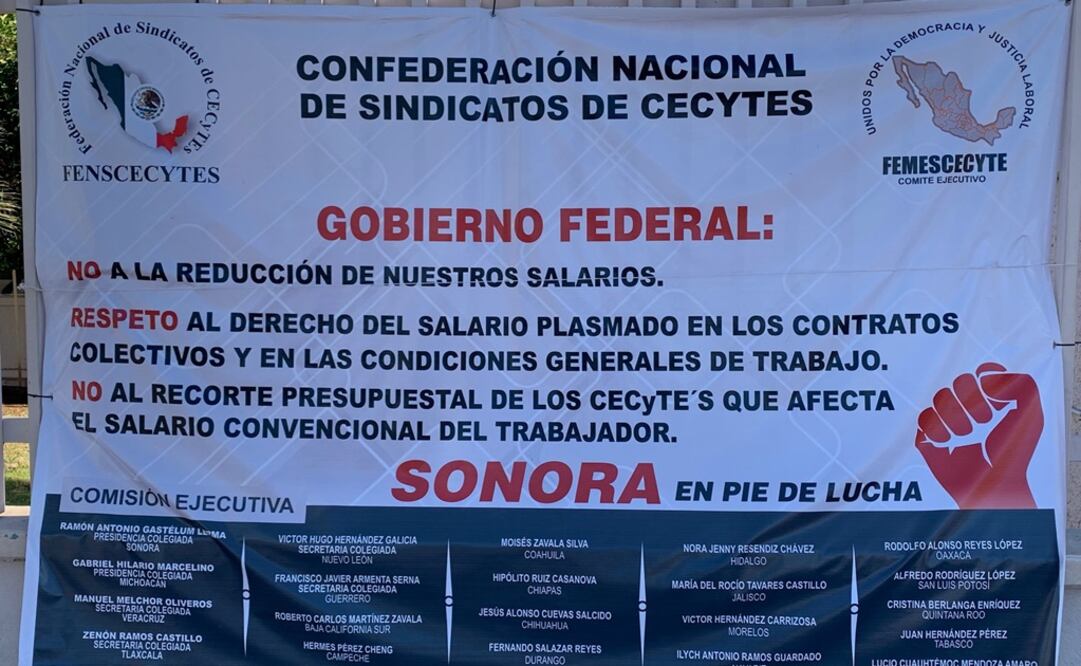 Federación Nacional de Sindicatos de CECyTES
FENSCECYTES
CONFEDERACIÓN NACIONAL
DE SINDICATOS DE CECYTES
UNIDOS POR LA DEMOCRACIA Y JUSTICIA LABORAL
FEMESCECYTE
COMITE EJECUTIVO
GOBIERNO FEDERAL:
NO A LA REDUCCIÓN DE NUESTROS SALARIOS.
RESPETO AL DERECHO DEL SALARIO PLASMADO EN LOS CONTRATOS
COLECTIVOS Y EN LAS CONDICIONES GENERALES DE TRABAJO.
NO AL RECORTE PRESUPUESTAL DE LOS CECyTE´S QUE AFECTA
EL SALARIO CONVENCIONAL DEL TRABAJADOR.
SONORA EN PIE DE LUCHA
COMISIÓN EJECUTIVA
RAMÓN ANTONIO GASTÉLUM LERMA
PRESIDENCIA COLEGIADA
SONORA
GABRIEL HILARIO MARCELINO
PRESIDENCIA COLEGIADA
MICHOACAN
MANUEL MELCHOR OLIVEROS
SECRETARIA COLEGIADA
VERACRUZ
ZENÓN RAMOS CASTILLO
SECRETARIA COLEGIADA
TLAXCALA
VICTOR HUGO HERNÁNDEZ GALICIA
SECRETARIA COLEGIADA
NUEVO LEÓN
FRANCISCO JAVIER ARMENTA SERNA
SECRETARIA COLEGIADA
GUERRERO
ROBERTO CARLOS MARTÍNEZ ZAVALA
BAJA CALIFORNIA SUR
HERMES PÉREZ CHENG
CAMPECHE
MOISÉS ZAVALA SILVA
COAHUILA
HIPÓLITO RUIZ CASANOVA
CHIAPAS
JESÚS ALONSO CUEVAS SALCIDO
CHIHUAHUA
FERNANDO SALAZAR REYES
DURANGO
NORA JENNY RESENDIZ CHÁVEZ
HIDALGO
MARÍA DEL ROCÍO TAVARES CASTILLO
JALISCO
VICTOR HERNÁNDEZ CARRIZOSA
MORELOS
ILYCH ANTONIO RAMOS GUARDADO
RODOLFO ALONSO REYES LÓPEZ
OAXACA
ALFREDO RODRÍGUEZ LÓPEZ
SAN LUIS POTOSÍ
CRISTINA BERLANGA ENRÍQUEZ
QUINTANA ROO
JUAN HERNÁNDEZ PÉREZ
TABASCO
LUCIO CUAUHTÉMOC MENDOZA AMARO